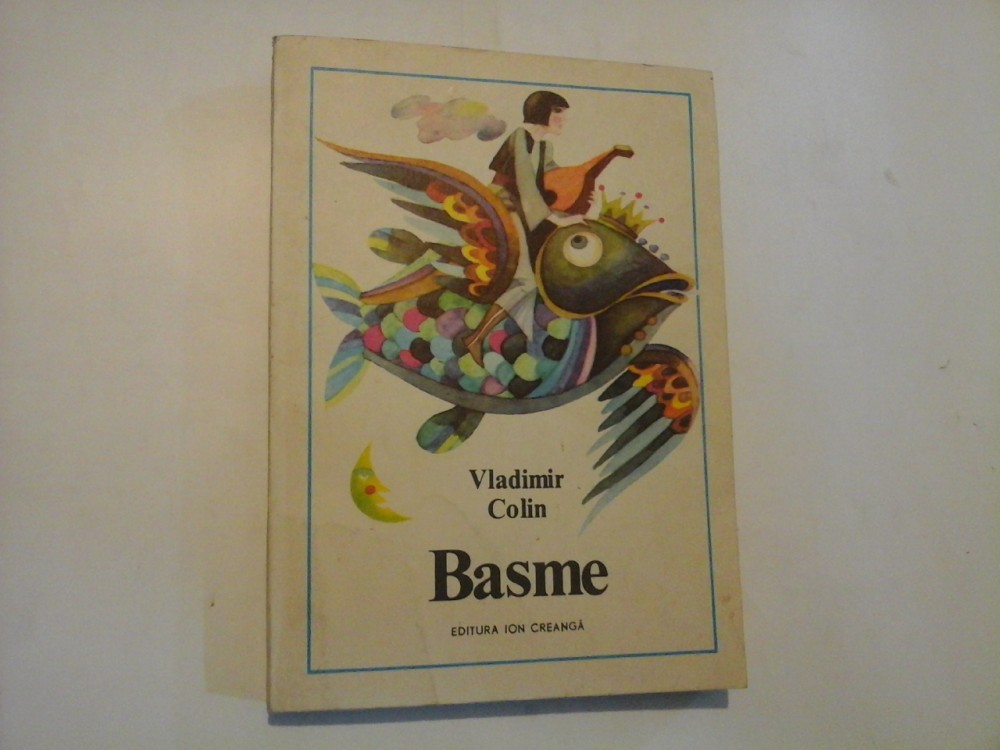 Vladimir
Colin
Basme
EDITURA ION CREANGĂ